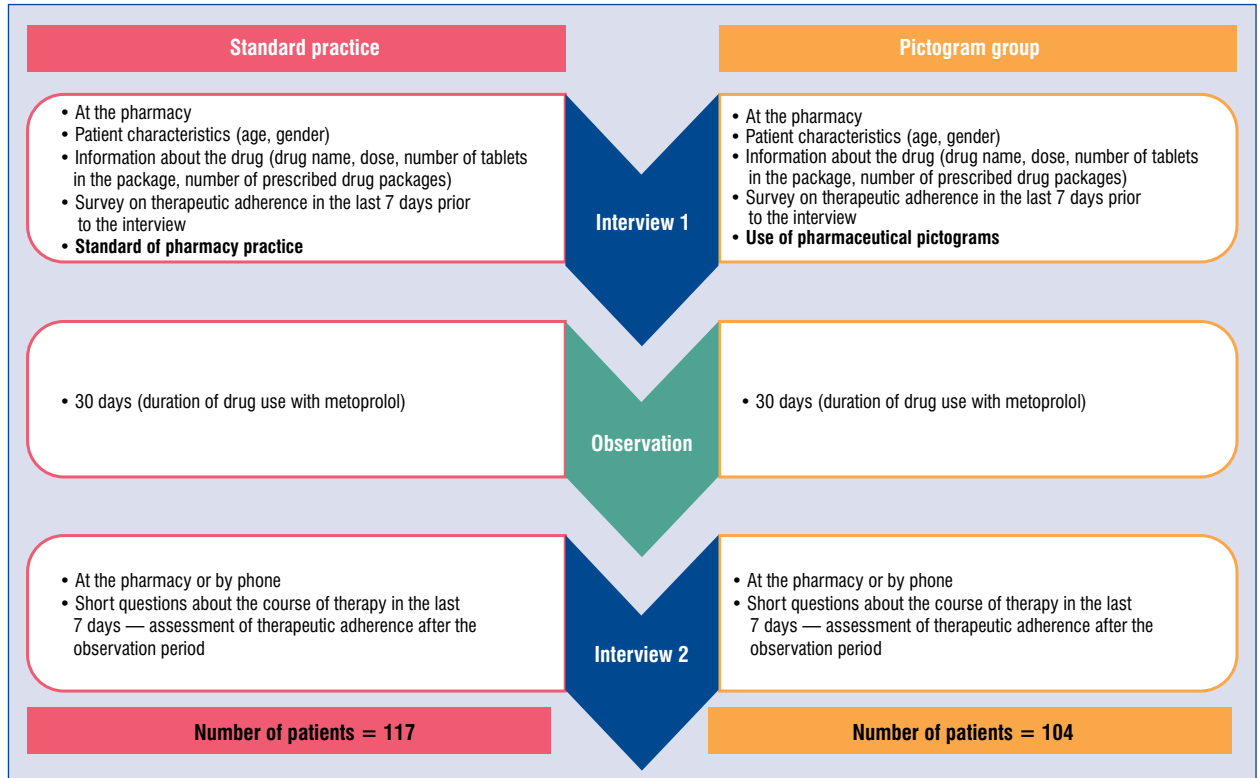 Standard practice
Pictogram group
• At the pharmacy
• Patient characteristics (age, gender)
• Information about the drug (drug name, dose, number of tablets
in the package, number of prescribed drug packages)
• Survey on therapeutic adherence in the last 7 days prior
to the interview
• Standard of pharmacy practice
Interview 1
• At the pharmacy
• Patient characteristics (age, gender)
• Information about the drug (drug name, dose, number of tablets
in the package, number of prescribed drug packages)
• Survey on therapeutic adherence in the last 7 days prior
to the interview
• Use of pharmaceutical pictograms
• 30 days (duration of drug use with metoprolol)
Observation
• 30 days (duration of drug use with metoprolol)
• At the pharmacy or by phone
• Short questions about the course of therapy in the last
7 days — assessment of therapeutic adherence after the
observation period
Interview 2
• At the pharmacy or by phone
• Short questions about the course of therapy in the last
7 days — assessment of therapeutic adherence after the
observation period
Number of patients = 117
Number of patients = 104